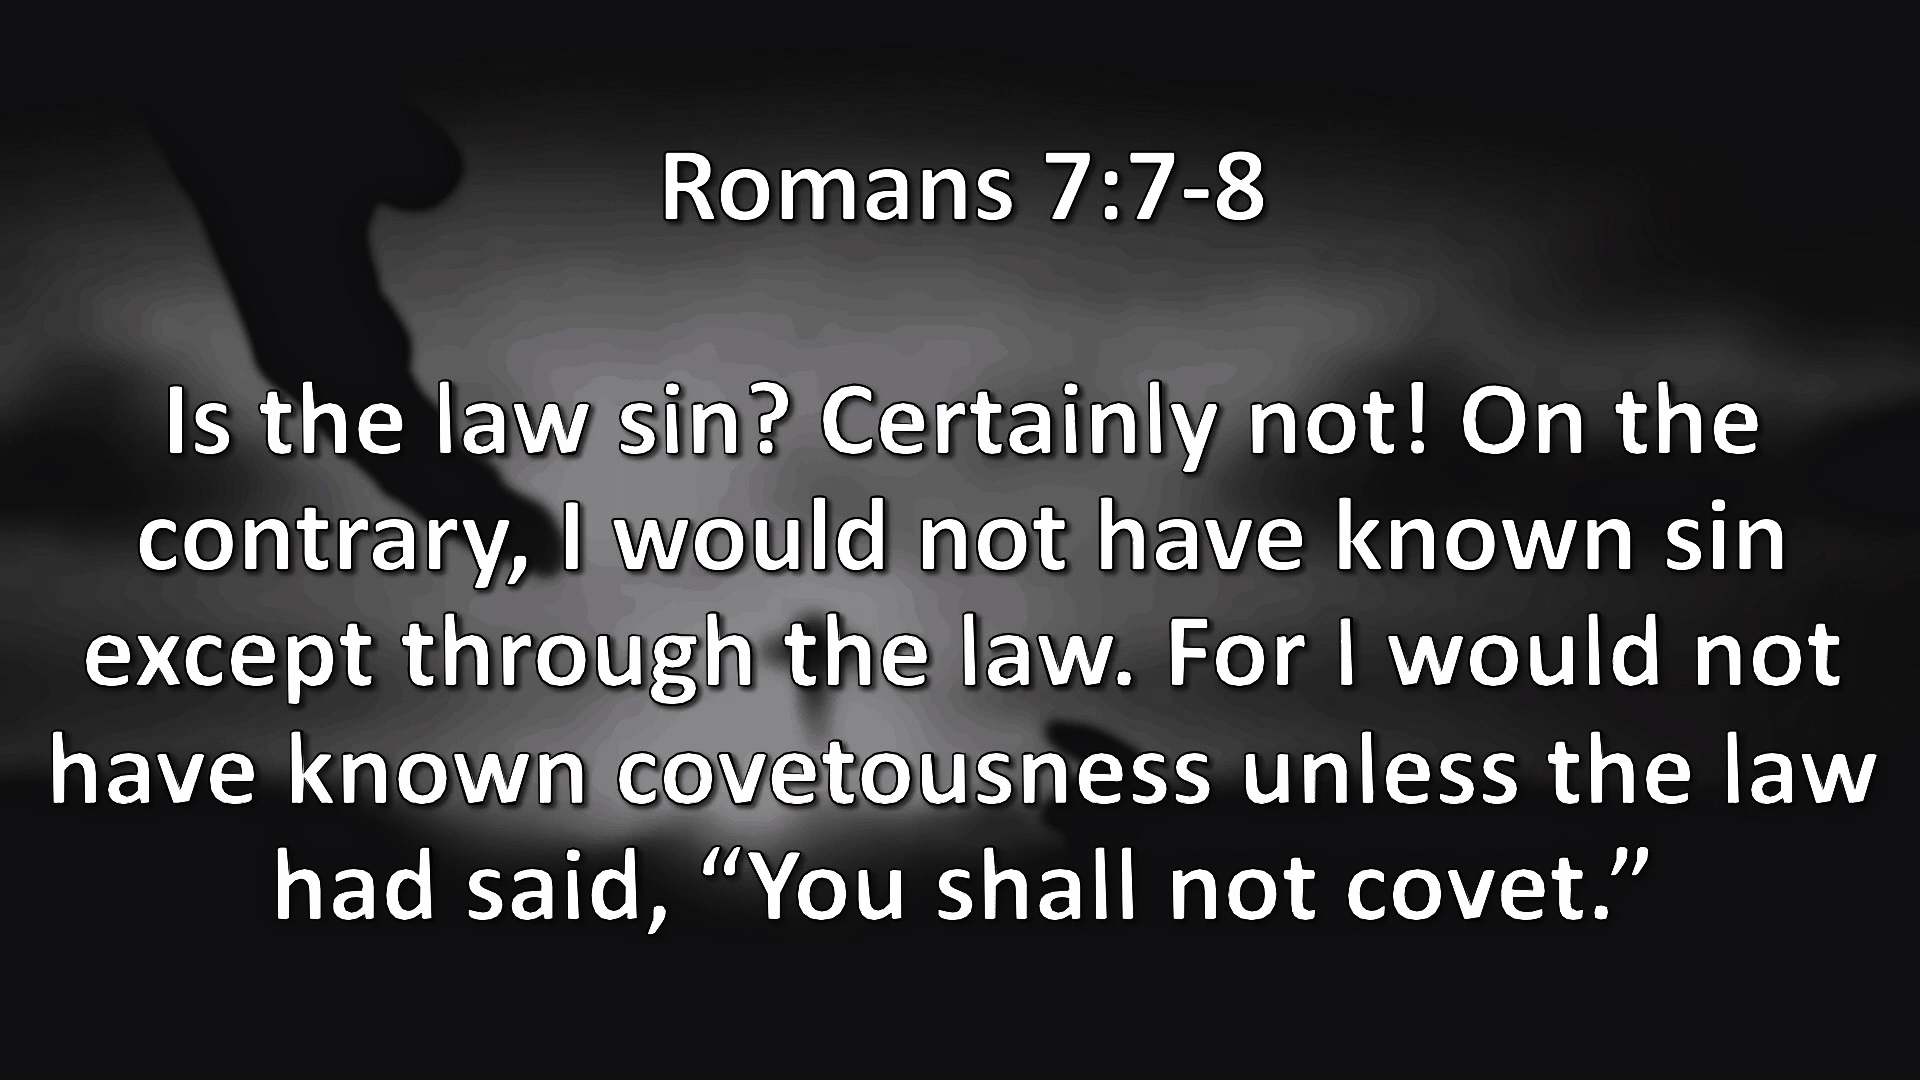 Romans 7:7-8
Is the law sin? Certainly not! On the
contrary, I would not have known sin
except through the law. For I would not
have known covetousness unless the law
had said, “You shall not covet.”